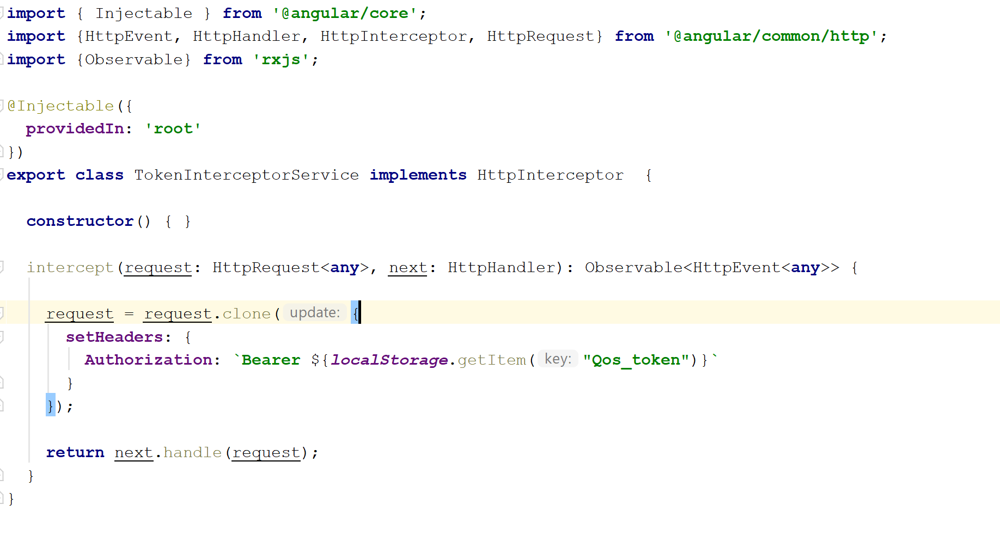 import { Injectable } from '@angular/core';
import {HttpEvent, HttpHandler, HttpInterceptor, HttpRequest} from '@angular/common/http';
import {Observable} from 'rxjs';
@Injectable({
providedIn: 'root'
})
export class TokenInterceptorService implements HttpInterceptor  {
constructor() { }
intercept(request: HttpRequest<any>, next: HttpHandler): Observable<HttpEvent<any>> {
request = request.clone( update: {
setHeaders: {
Authorization: `Bearer ${localStorage.getItem( key: "Qos_token")}`
}
});
return next.handle(request);
}
}